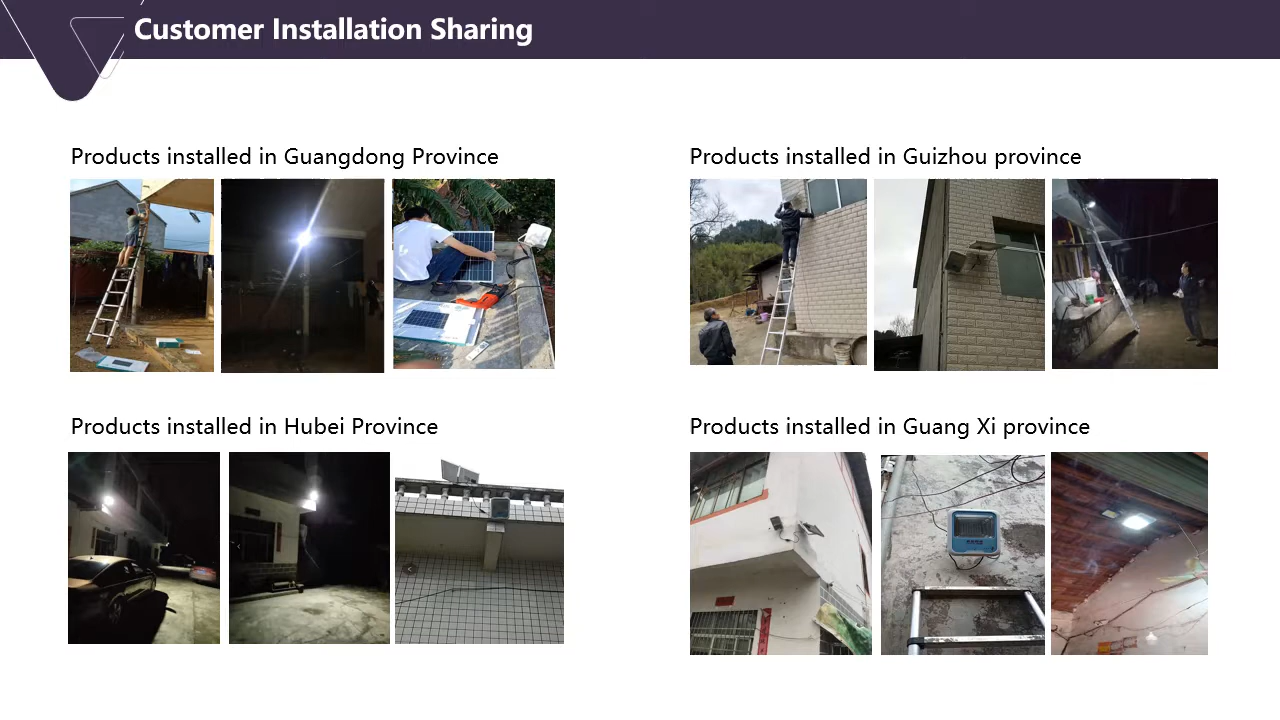 Customer Installation Sharing
Products installed in Guangdong Province
Products installed in Guizhou province
Products installed in Hubei Province
Products installed in Guang Xi province